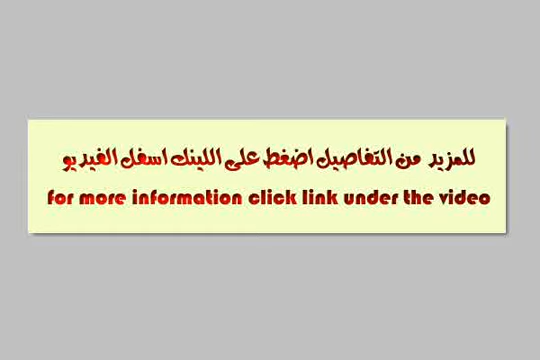 للمزيد من التفاصيل اضغط على اللينك اسفل الفيديو
for more information click link under the video